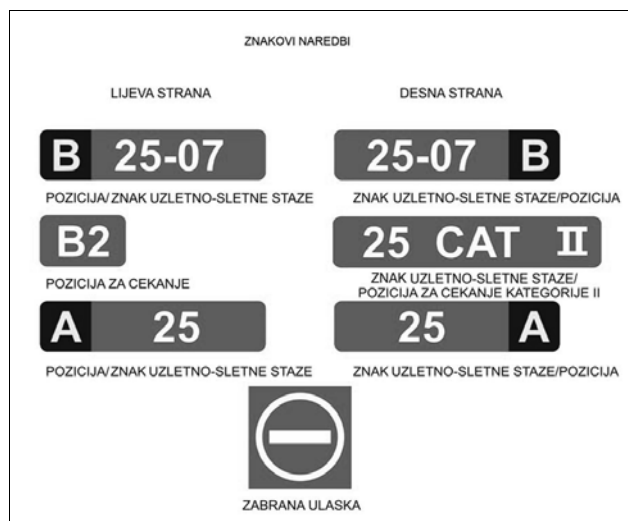 ZNAKOVI NAREDBI
LIJEVA STRANA
DESNA STRANA
B 25-07
25-07 B
POZICIJA/ZNAK UZLETNO-SLETNE STAZE
ZNAK UZLETNO-SLETNE STAZE/POZICIJA
B2
25 CAT II
POZICIJA ZA CEKANJE
ZNAK UZLETNO-SLETNE STAZE/
POZICIJA ZA CEKANJE KATEGORIJE II
A 25
25 A
POZICIJA/ZNAK UZLETNO-SLETNE STAZE
ZNAK UZLETNO-SLETNE STAZE/POZICIJA
ZABRANA ULASKA